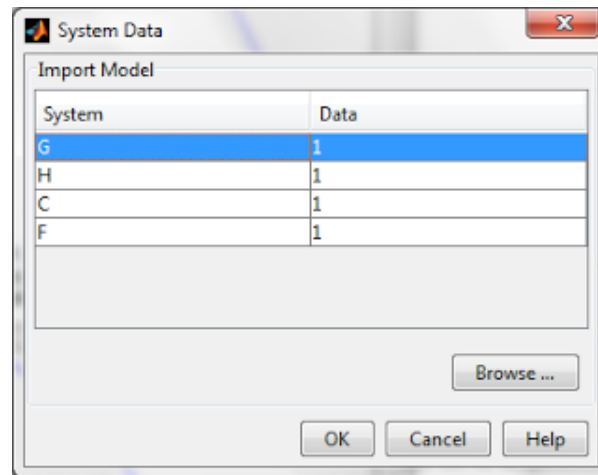 System Data
Import Model
System Data
G 1
H 1
C 1
F 1
Browse ...
OK Cancel Help